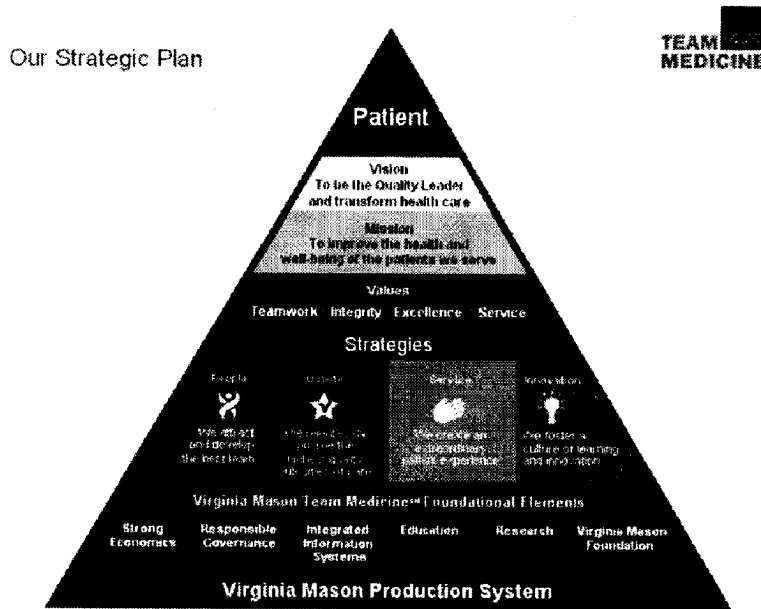 Our Strategic Plan
TEAM
MEDICINE
Patient
Vision
To be the Quality Leader
and transform health care
Mission
To improve the health and
well-being of the patients we serve
Values
Teamwork Integrity Excellence Service
Strategies
People
We attract
and develop
the best team
Service
We create an
extraordinary
patient experience
Innovation
We foster a
culture of learning
and innovation
Virginia Mason Team Medicine℠ Foundational Elements
Strong
Economics
Responsible
Governance
Integrated
Information
Systems
Education
Research
Virginia Mason
Foundation
Virginia Mason Production System